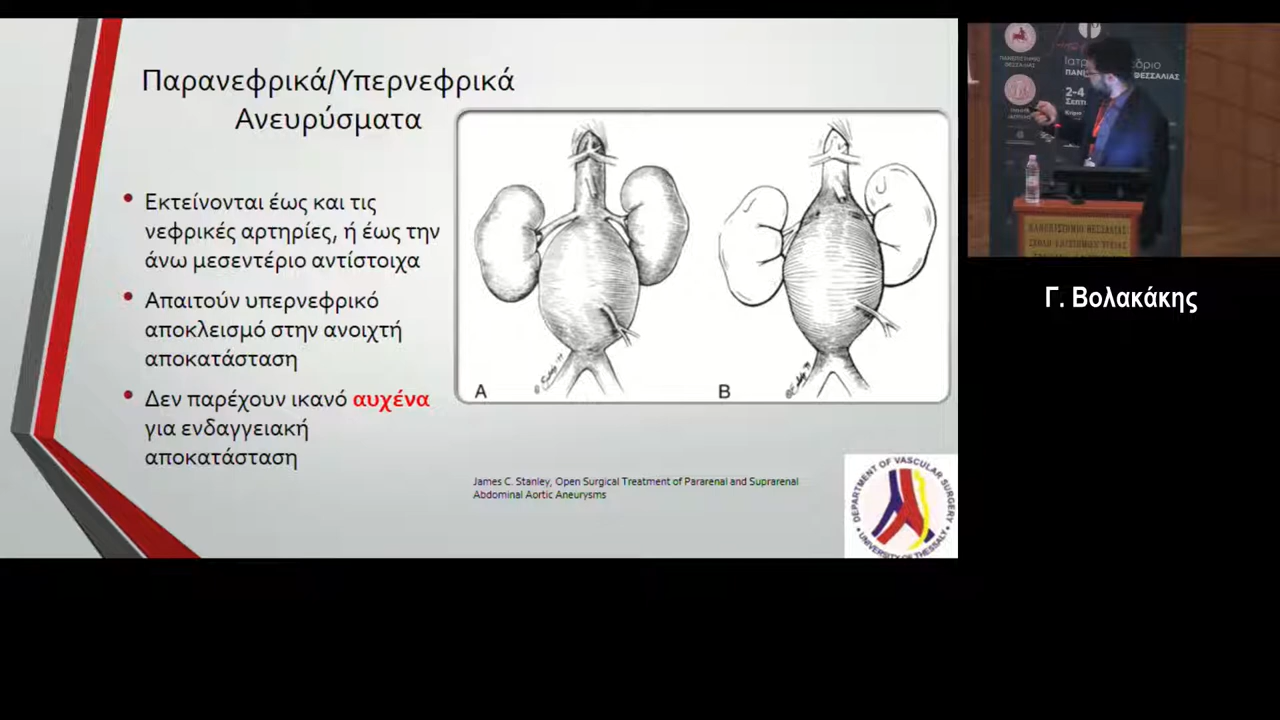 Παρανεφρικά/Υπερνεφρικά
Ανευρύσματα
• Εκτείνονται έως και τις
νεφρικές αρτηρίες, ή έως την
άνω μεσεντέριο αντίστοιχα
• Απαιτούν υπερνεφρικό
αποκλεισμό στην ανοιχτή
αποκατάσταση
• Δεν παρέχουν ικανό αυχένα
για ενδαγγειακή
αποκατάσταση
A
B
James C. Stanley, Open Surgical Treatment of Pararenal and Suprarenal
Abdominal Aortic Aneurysms
DEPARTMENT OF VASCULAR SURGERY
UNIVERSITY OF THESSALY
2-4
Γ. Βολακάκης